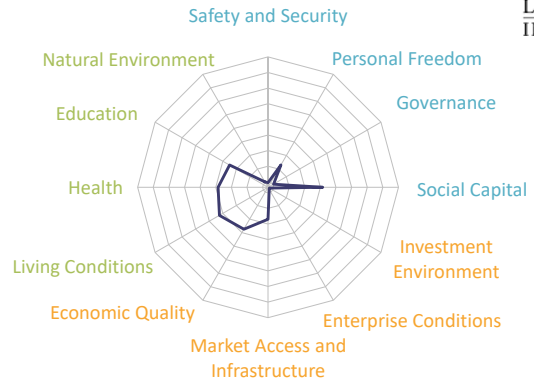 Safety and Security
Personal Freedom
Governance
Social Capital
Investment
Environment
Enterprise Conditions
Market Access and
Infrastructure
Economic Quality
Living Conditions
Health
Education
Natural Environment